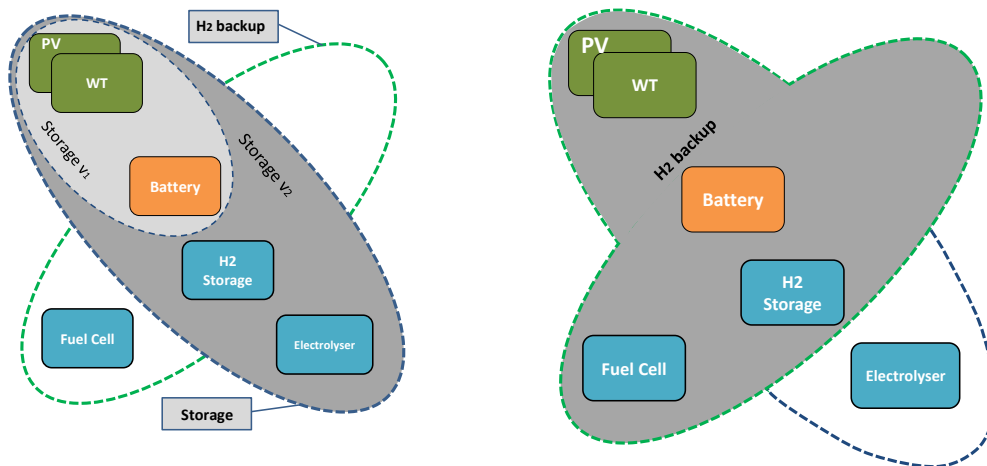 H2 backup
PV
WT
Storage v1
Storage v2
Battery
H2
Storage
Fuel Cell
Electrolyser
Storage
PV
WT
H2 backup
Battery
H2
Storage
Fuel Cell
Electrolyser